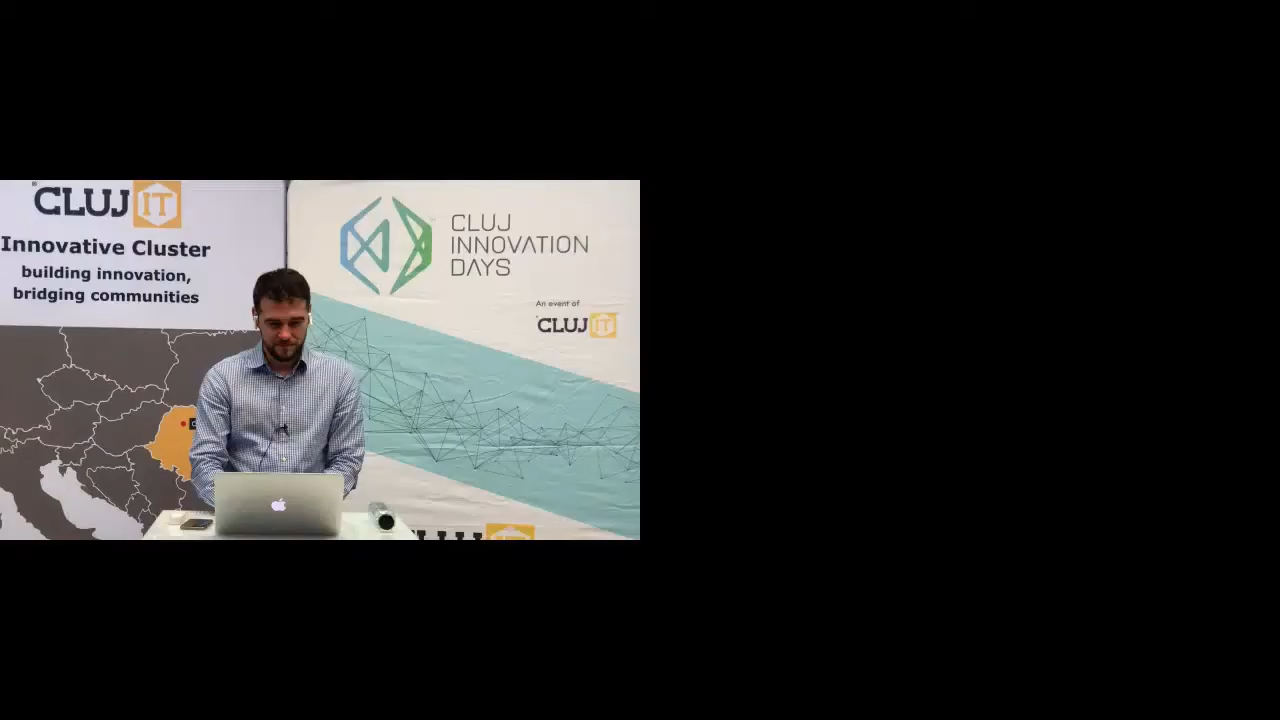 CLUJ IT
Innovative Cluster
building innovation,
bridging communities
CLUJ
INNOVATION
DAYS
An event of
CLUJ IT